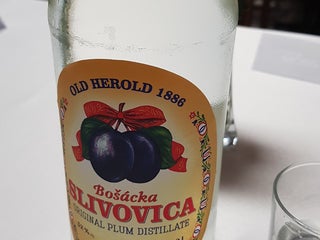 OLD HEROLD 1886
Bošácka
SLIVOVICA
ORIGINAL PLUM DISTILLATE